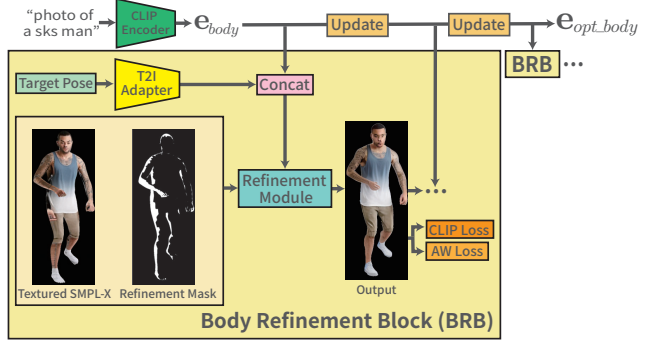 “photo of
a sks man”
CLIP
Encoder
e_body
Update
Update
e_opt_body
BRB
...
Target Pose
T2I
Adapter
Concat
Refinement
Module
...
CLIP Loss
AW Loss
Textured SMPL-X
Refinement Mask
Output
Body Refinement Block (BRB)